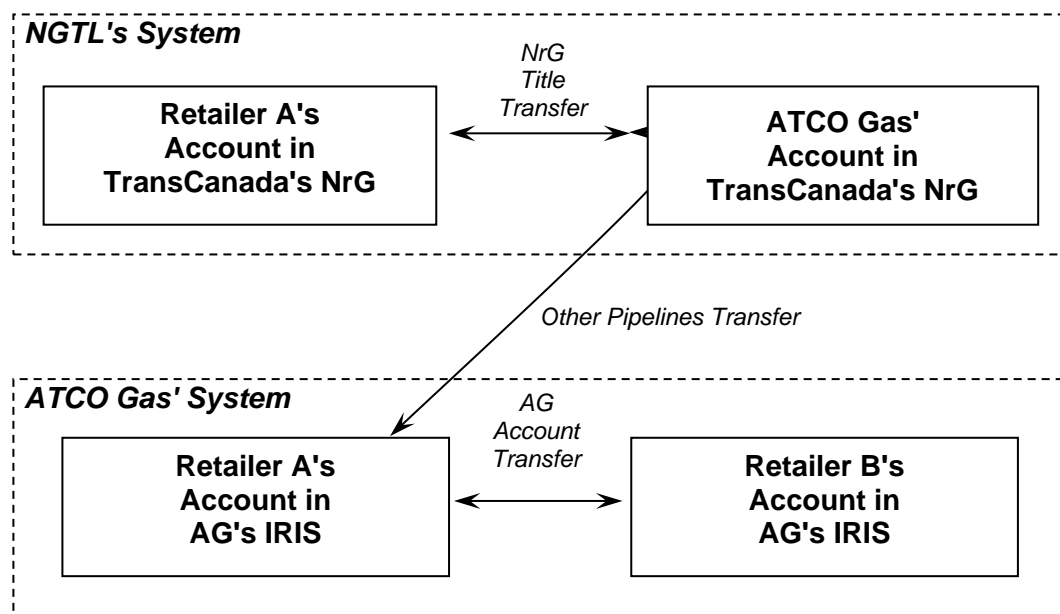 NGTL's System
NrG
Title
Transfer
Retailer A's
Account in
TransCanada's NrG
ATCO Gas'
Account in
TransCanada's NrG
Other Pipelines Transfer
ATCO Gas' System
AG
Account
Transfer
Retailer A's
Account in
AG's IRIS
Retailer B's
Account in
AG's IRIS